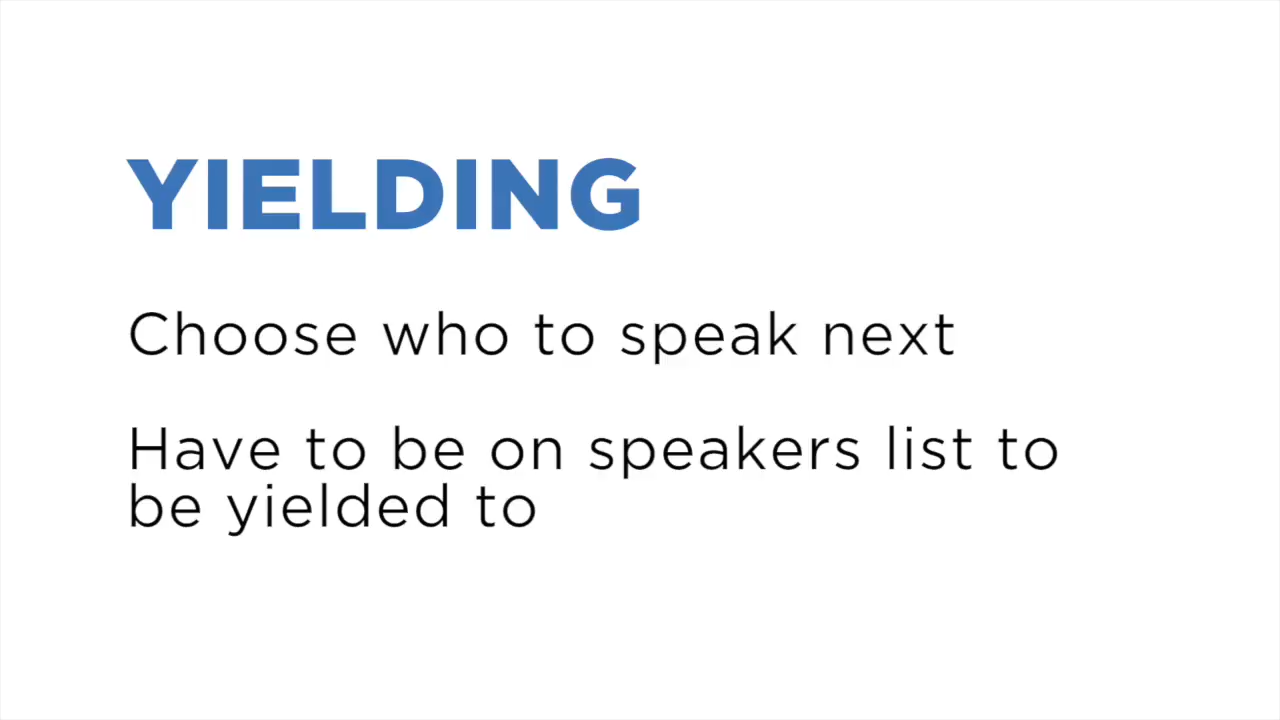 YIELDING
Choose who to speak next
Have to be on speakers list to
be yielded to